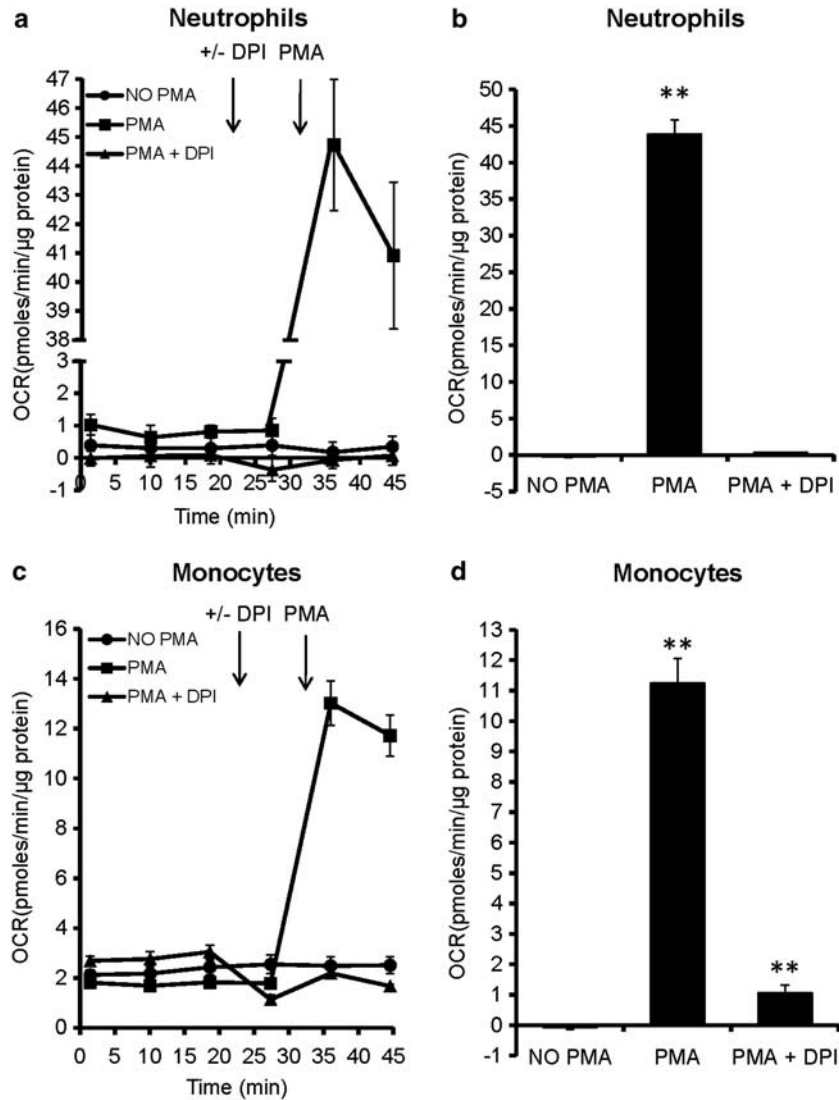 a
Neutrophils
+/- DPI PMA
NO PMA
PMA
PMA + DPI
OCR(pmoles/min/µg protein)
47
46
45
44
43
42
41
40
39
38
3
2
1
0
-1
0 5 10 15 20 25 30 35 40 45
Time (min)
b
Neutrophils
OCR(pmoles/min/µg protein)
50
45
40
35
30
25
20
15
10
5
0
-5
**
NO PMA PMA PMA + DPI
c
Monocytes
+/- DPI PMA
NO PMA
PMA
PMA + DPI
OCR(pmoles/min/µg protein)
16
14
12
10
8
6
4
2
0
0 5 10 15 20 25 30 35 40 45
Time (min)
d
Monocytes
OCR(pmoles/min/µg protein)
13
12
11
10
9
8
7
6
5
4
3
2
1
0
-1
**
**
NO PMA PMA PMA + DPI